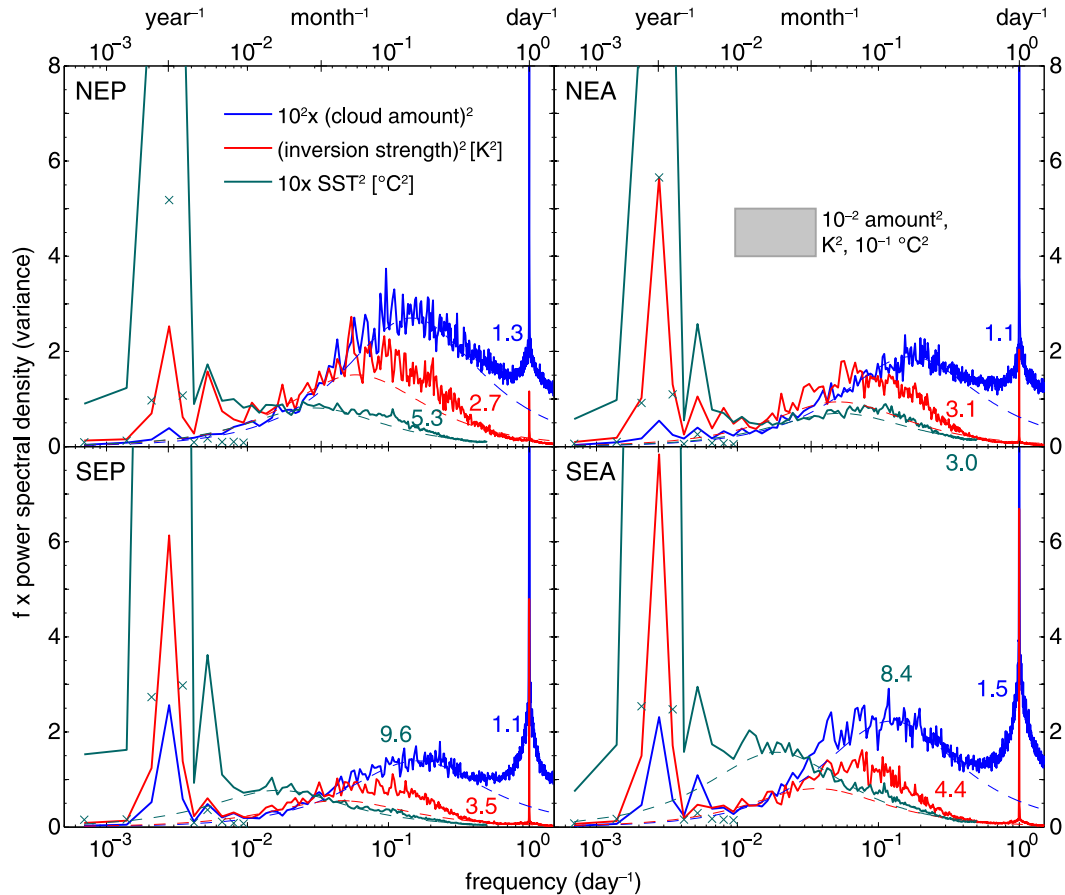 year⁻¹ month⁻¹ day⁻¹ year⁻¹ month⁻¹ day⁻¹
10⁻³ 10⁻² 10⁻¹ 10⁰ 10⁻³ 10⁻² 10⁻¹ 10⁰
f x power spectral density (variance)
8 8
NEP NEA
10²x (cloud amount)²
(inversion strength)² [K²]
10x SST² [°C²]
6 6
10⁻² amount²,
K², 10⁻¹ °C²
4 4
1.3 1.1
2 2
2.7 3.1
5.3
0 0
SEP SEA
3.0
6 6
4 4
9.6 1.1 8.4 1.5
2 2
3.5 4.4
0 0
10⁻³ 10⁻² 10⁻¹ 10⁰ 10⁻³ 10⁻² 10⁻¹ 10⁰
frequency (day⁻¹)